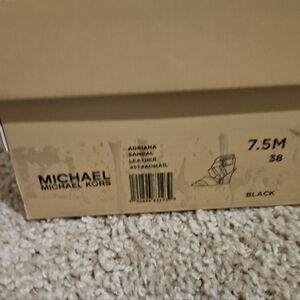 MICHAEL
MICHAEL KORS
ADRIANA
SANDAL
LEATHER
7.5M
38
BLACK